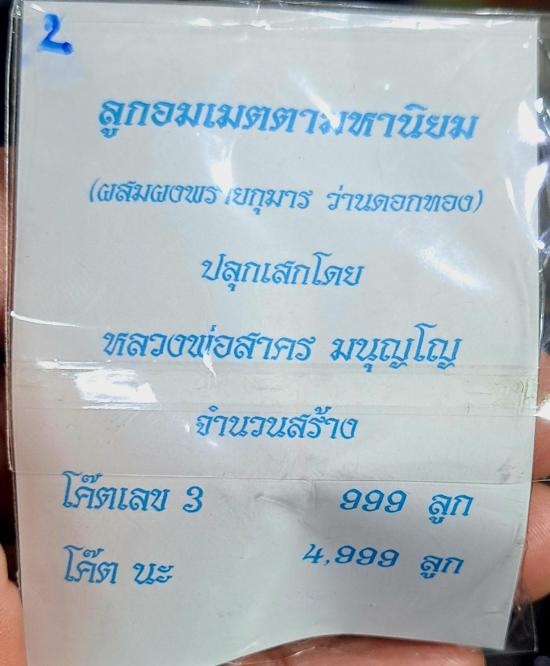 2
ลูกอมเมตตามหานิยม
(ผสมผงพรายกุมาร ว่านดอกทอง)
ปลุกเสกโดย
หลวงพ่อสาคร มนุญโญ
จำนวนสร้าง
โค๊ตเลข 3 999 ลูก
โค๊ต นะ 4,999 ลูก